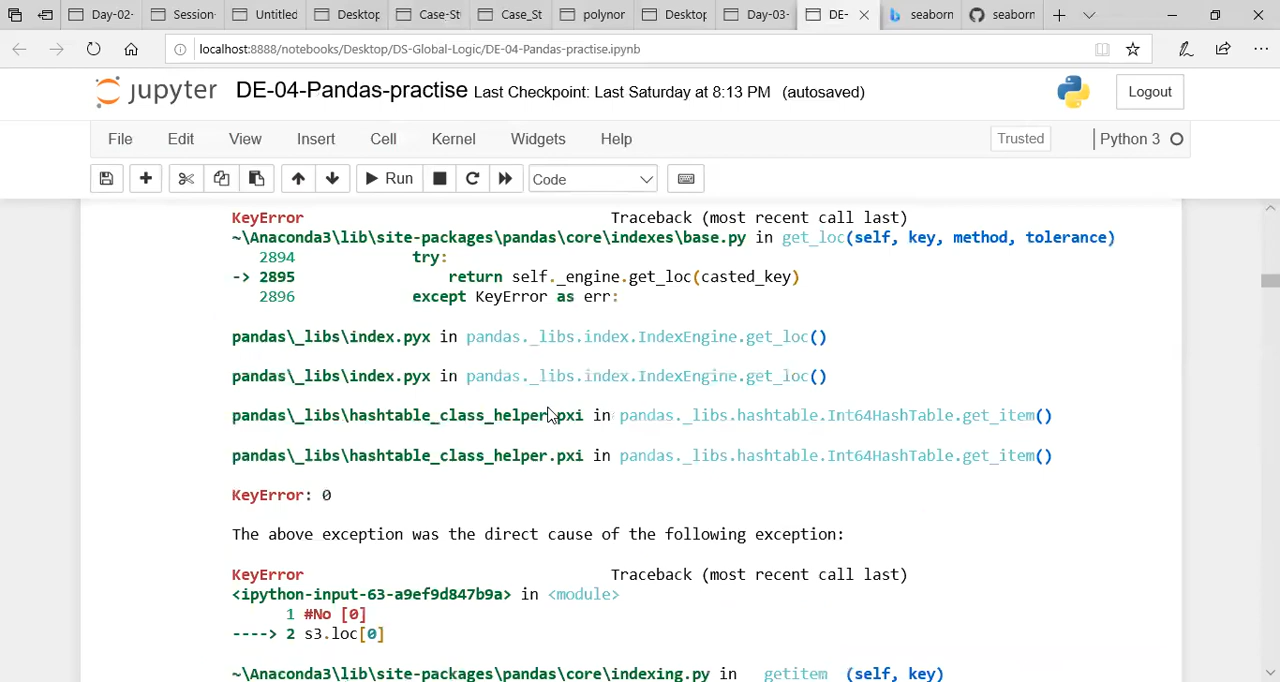 Day-02- Session- Untitled Desktop Case-St Case_St polynor Desktop Day-03- DE- seaborn seaborn
localhost:8888/notebooks/Desktop/DS-Global-Logic/DE-04-Pandas-practise.ipynb
jupyter DE-04-Pandas-practise Last Checkpoint: Last Saturday at 8:13 PM (autosaved) Logout
File Edit View Insert Cell Kernel Widgets Help Trusted Python 3
Run Code
KeyError Traceback (most recent call last)
~\Anaconda3\lib\site-packages\pandas\core\indexes\base.py in get_loc(self, key, method, tolerance)
2894 try:
-> 2895 return self._engine.get_loc(casted_key)
2896 except KeyError as err:
pandas\_libs\index.pyx in pandas._libs.index.IndexEngine.get_loc()
pandas\_libs\index.pyx in pandas._libs.index.IndexEngine.get_loc()
pandas\_libs\hashtable_class_helper.pxi in pandas._libs.hashtable.Int64HashTable.get_item()
pandas\_libs\hashtable_class_helper.pxi in pandas._libs.hashtable.Int64HashTable.get_item()
KeyError: 0
The above exception was the direct cause of the following exception:
KeyError Traceback (most recent call last)
<ipython-input-63-a9ef9d847b9a> in <module>
1 #No [0]
----> 2 s3.loc[0]
~\Anaconda3\lib\site-packages\pandas\core\indexing.py in __getitem__(self, key)